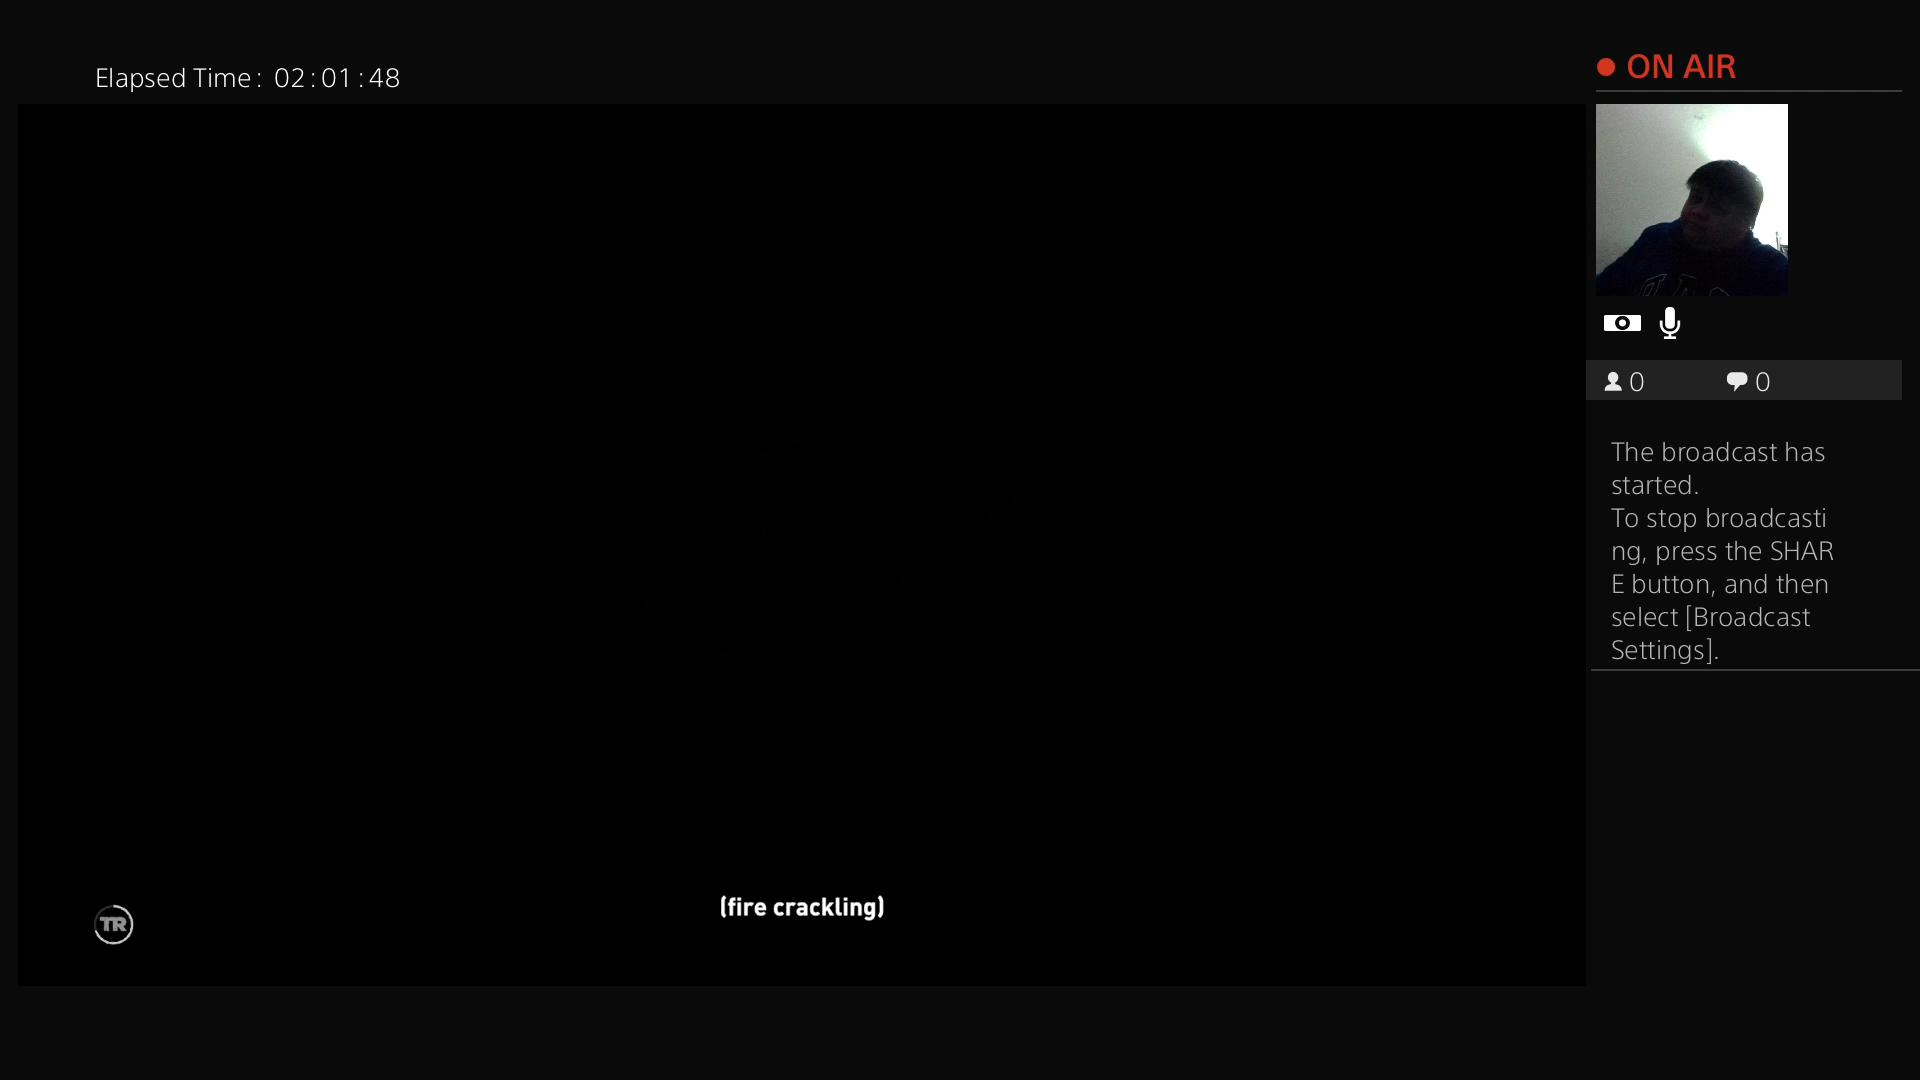 Elapsed Time: 02:01:48
ON AIR
0 0
The broadcast has
started.
To stop broadcasti
ng, press the SHAR
E button, and then
select [Broadcast
Settings].
(fire crackling)
TR